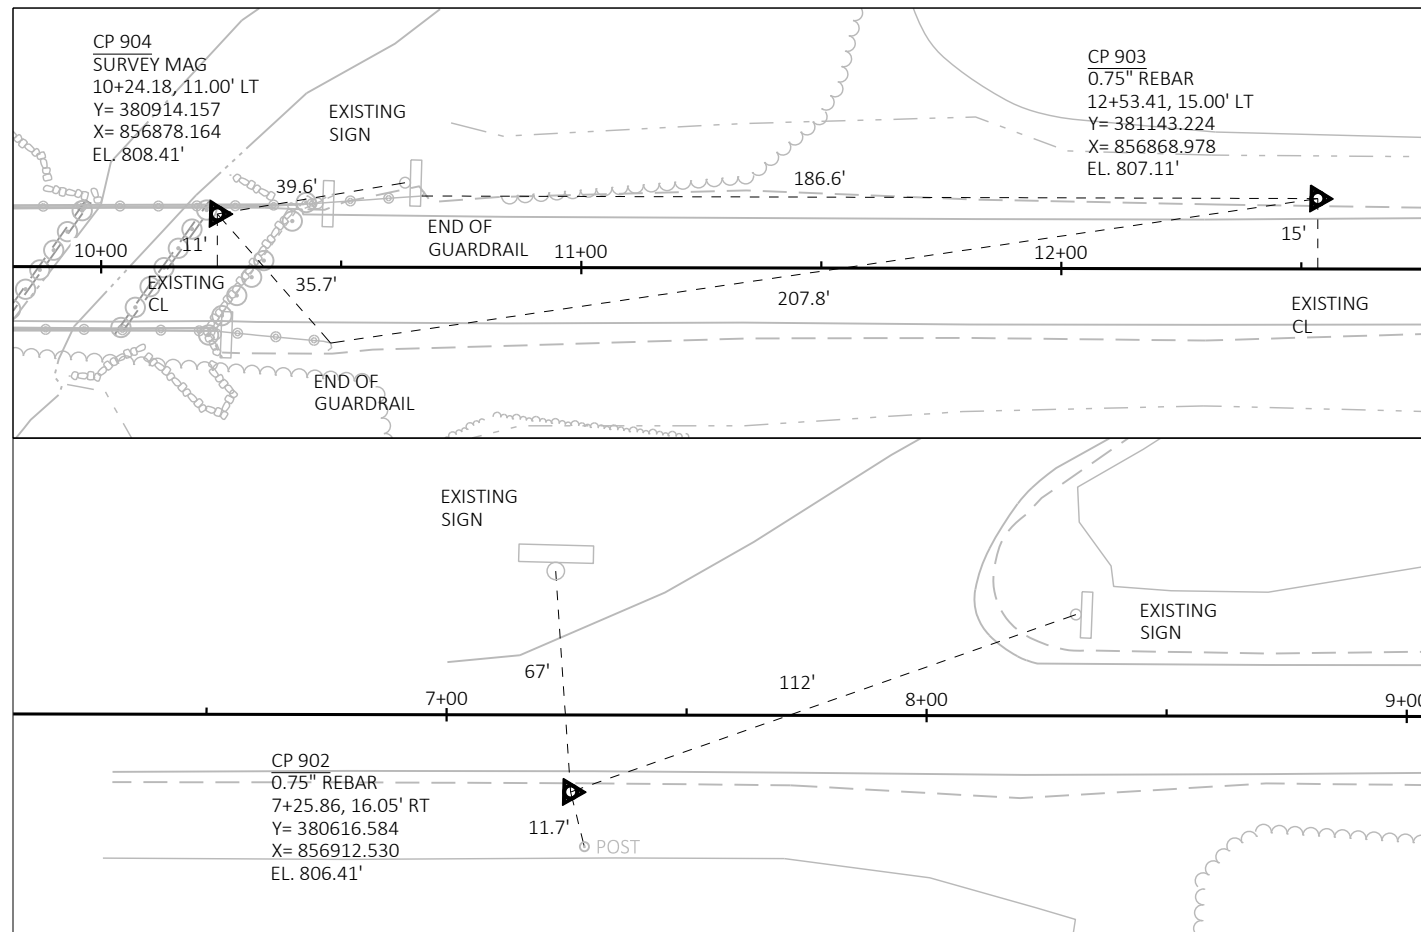 CP 904
SURVEY MAG
10+24.18, 11.00' LT
Y= 380914.157
X= 856878.164
EL. 808.41'
EXISTING
SIGN
CP 903
0.75" REBAR
12+53.41, 15.00' LT
Y= 381143.224
X= 856868.978
EL. 807.11'
39.6'
186.6'
END OF
GUARDRAIL
11'
15'
10+00
11+00
12+00
EXISTING
CL
35.7'
207.8'
EXISTING
CL
END OF
GUARDRAIL
EXISTING
SIGN
EXISTING
SIGN
67'
112'
7+00
8+00
CP 902
0.75" REBAR
7+25.86, 16.05' RT
Y= 380616.584
X= 856912.530
EL. 806.41'
11.7'
POST
9+0